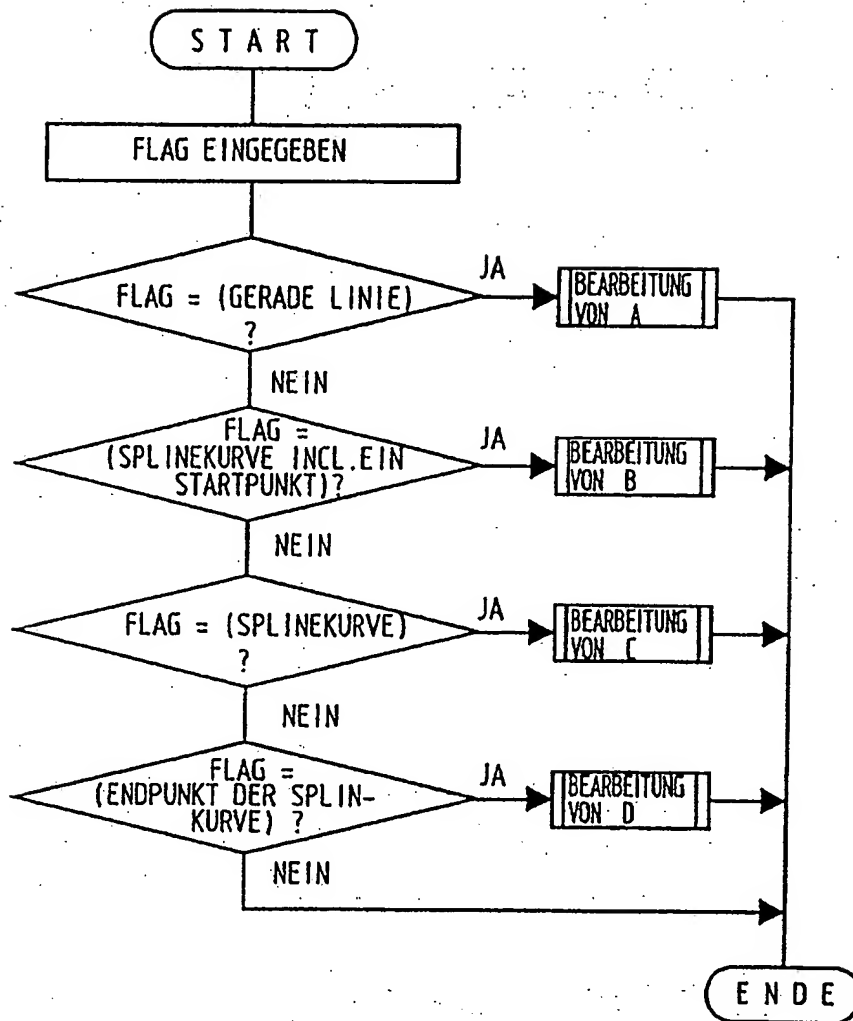 START
FLAG EINGEGEBEN
FLAG = (GERADE LINIE)
?
JA
BEARBEITUNG
VON A
NEIN
FLAG =
(SPLINEKURVE INCL.EIN
STARTPUNKT)?
JA
BEARBEITUNG
VON B
NEIN
FLAG = (SPLINEKURVE)
?
JA
BEARBEITUNG
VON C
NEIN
FLAG =
(ENDPUNKT DER SPLIN-
KURVE) ?
JA
BEARBEITUNG
VON D
NEIN
ENDE